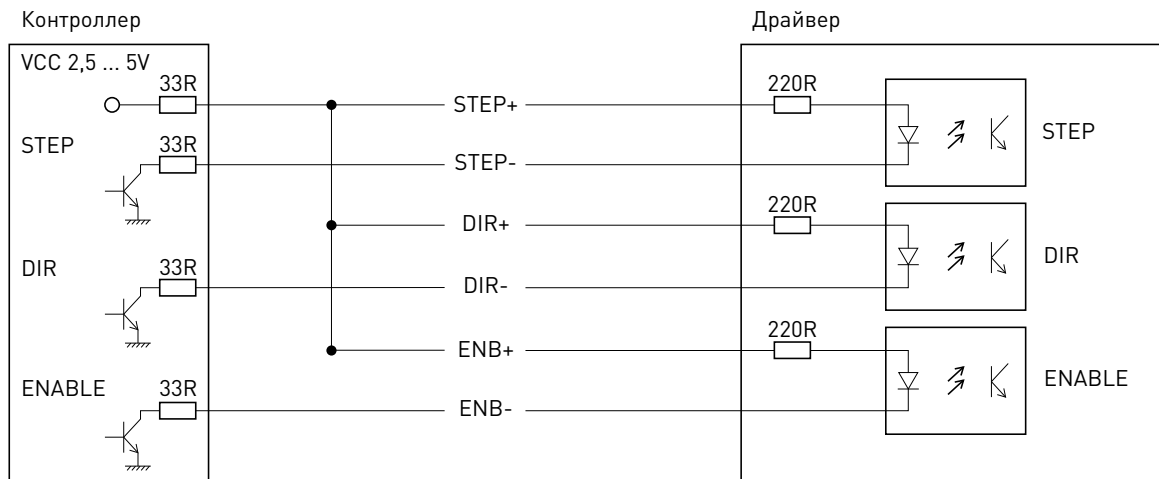 Контроллер
Драйвер
VCC 2,5 ... 5V
33R
STEP+
220R
STEP
33R
STEP-
STEP
DIR+
220R
DIR
33R
DIR-
DIR
ENB+
220R
ENABLE
33R
ENB-
ENABLE